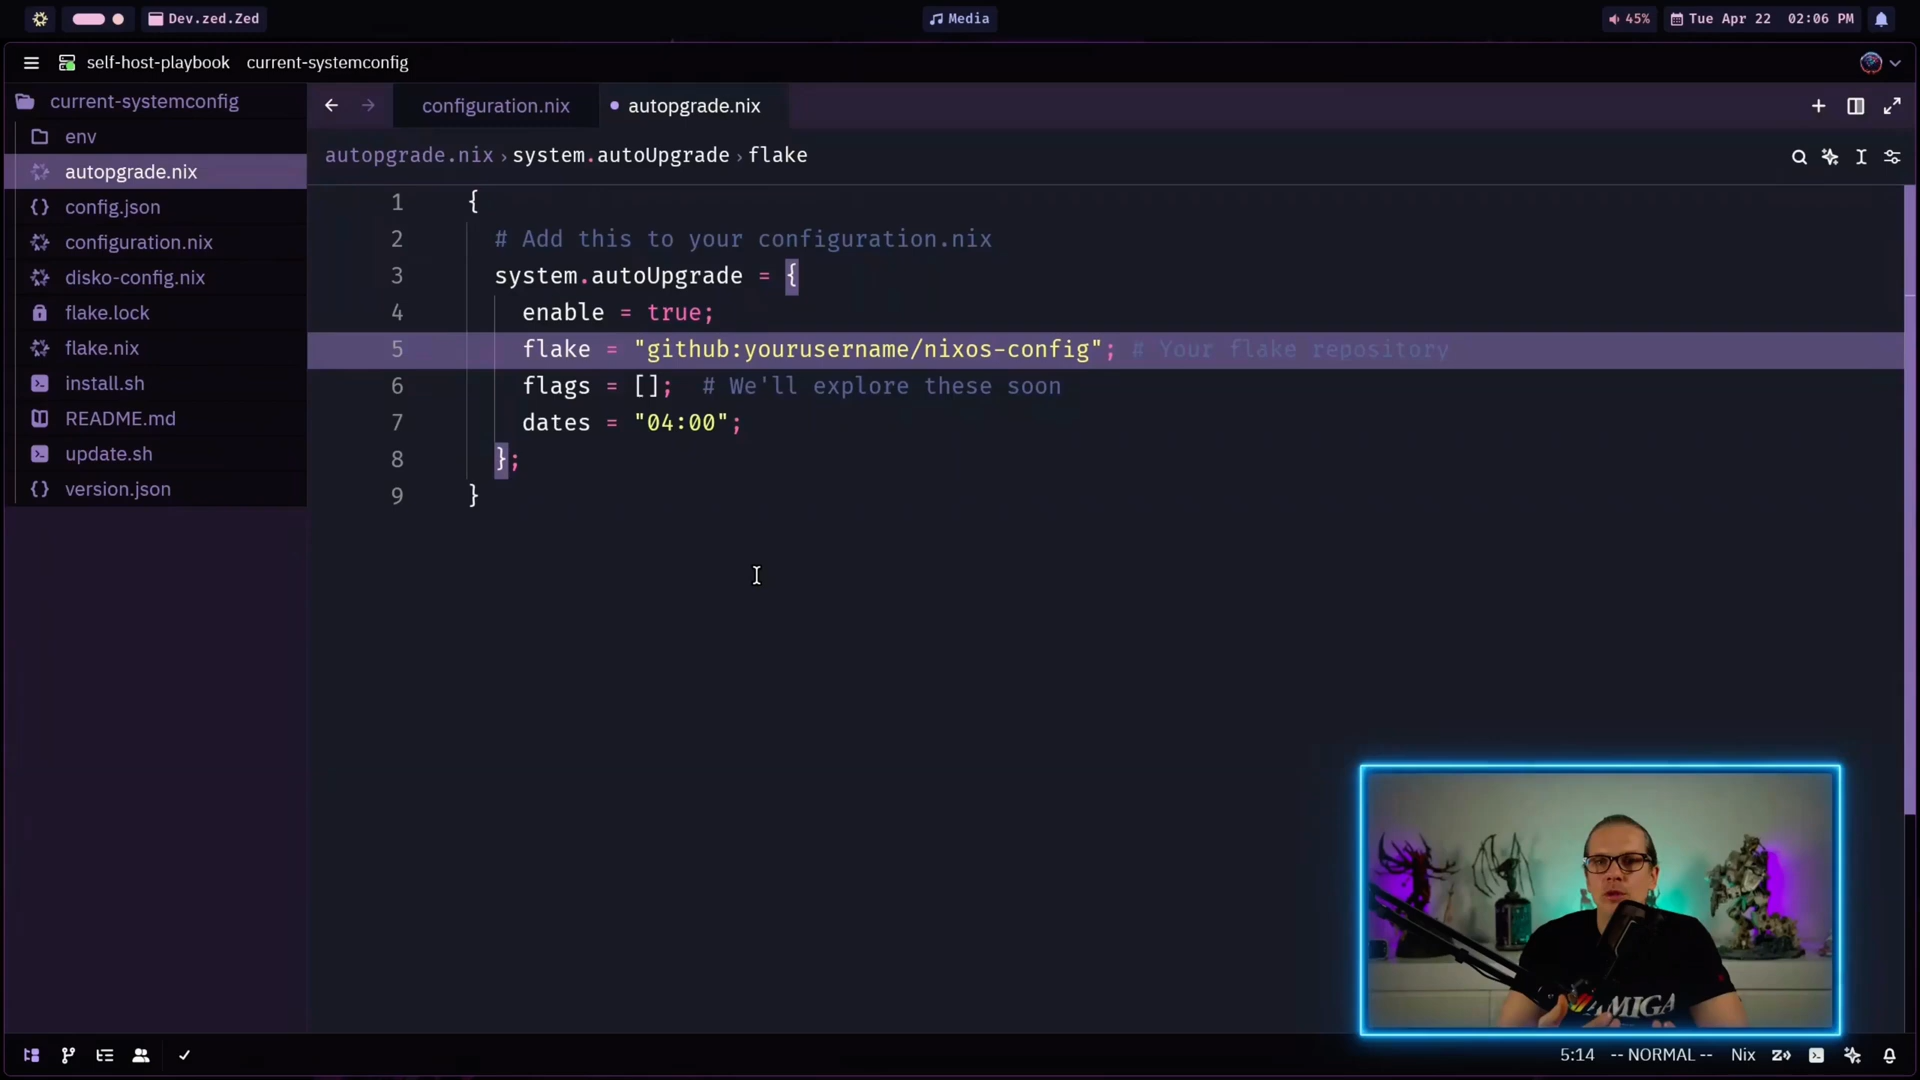 Dev.zed.Zed
Media
45%
Tue Apr 22 02:06 PM
self-host-playbook current-systemconfig
current-systemconfig
env
autopgrade.nix
config.json
configuration.nix
disko-config.nix
flake.lock
flake.nix
install.sh
README.md
update.sh
version.json
configuration.nix
autopgrade.nix
autopgrade.nix › system.autoUpgrade › flake
1 {
2 # Add this to your configuration.nix
3 system.autoUpgrade = {
4 enable = true;
5 flake = "github:yourusername/nixos-config"; # Your flake repository
6 flags = []; # We'll explore these soon
7 dates = "04:00";
8 };
9 }
AMIGA
5:14 -- NORMAL -- Nix